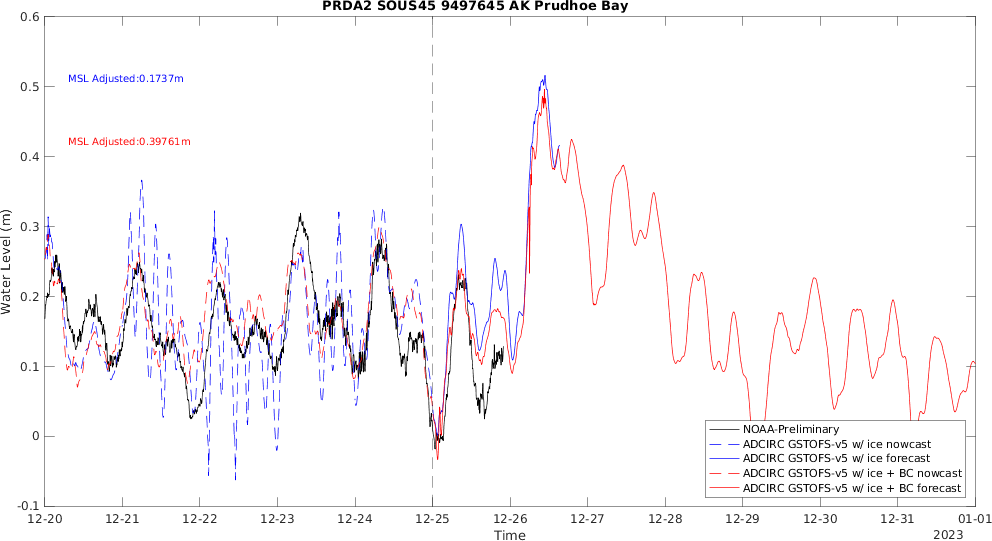 PRDA2 SOUS45 9497645 AK Prudhoe Bay
0.6
0.5
0.4
0.3
0.2
0.1
0
-0.1
Water Level (m)
MSL Adjusted:0.1737m
MSL Adjusted:0.39761m
NOAA-Preliminary
ADCIRC GSTOFS-v5 w/ ice nowcast
ADCIRC GSTOFS-v5 w/ ice forecast
ADCIRC GSTOFS-v5 w/ ice + BC nowcast
ADCIRC GSTOFS-v5 w/ ice + BC forecast
12-20 12-21 12-22 12-23 12-24 12-25 12-26 12-27 12-28 12-29 12-30 12-31 01-01
Time
2023